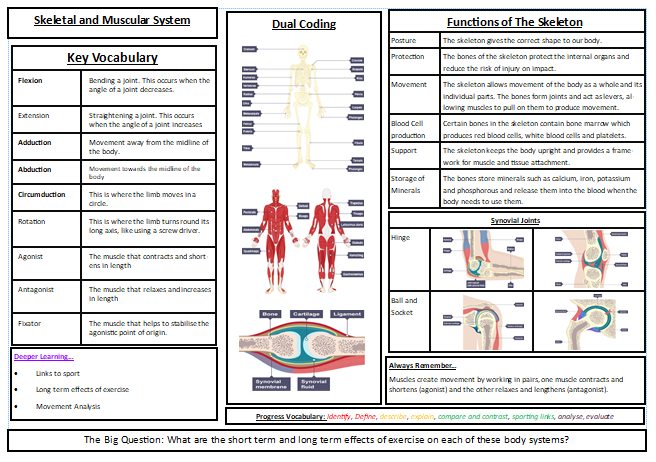 Skeletal and Muscular System
Key Vocabulary
Flexion
Bending a joint. This occurs when the
angle of a joint decreases.
Extension
Straightening a joint. This occurs
when the angle of a joint increases
Adduction
Movement away from the midline of
the body.
Abduction
Movement towards the midline of the
body
Circumduction
This is where the limb moves in a
circle.
Rotation
This is where the limb turns round its
long axis, like using a screw driver.
Agonist
The muscle that contracts and short-
ens in length
Antagonist
The muscle that relaxes and increases
in length
Fixator
The muscle that helps to stabilise the
agonistic point of origin.
Deeper Learning...
• Links to sport
• Long term effects of exercise
• Movement Analysis
Dual Coding
Bone
Cartilage
Ligament
Synovial
membrane
Synovial
fluid
Progress Vocabulary: Identify, Define, describe, explain, compare and contrast, sporting links, analyse, evaluate
Functions of The Skeleton
Posture
The skeleton gives the correct shape to our body.
Protection
The bones of the skeleton protect the internal organs and
reduce the risk of injury on impact.
Movement
The skeleton allows movement of the body as a whole and its
individual parts. The bones form joints and act as levers, al-
lowing muscles to pull on them to produce movement.
Blood Cell
production
Certain bones in the skeleton contain bone marrow which
produces red blood cells, white blood cells and platelets.
Support
The skeleton keeps the body upright and provides a frame-
work for muscle and tissue attachment.
Storage of
Minerals
The bones store minerals such as calcium, iron, potassium
and phosphorous and release them into the blood when the
body needs to use them.
Synovial Joints
Hinge
Ball and
Socket
Always Remember...
Muscles create movement by working in pairs, one muscle contracts and
shortens (agonist) and the other relaxes and lengthens (antagonist).
The Big Question: What are the short term and long term effects of exercise on each of these body systems?